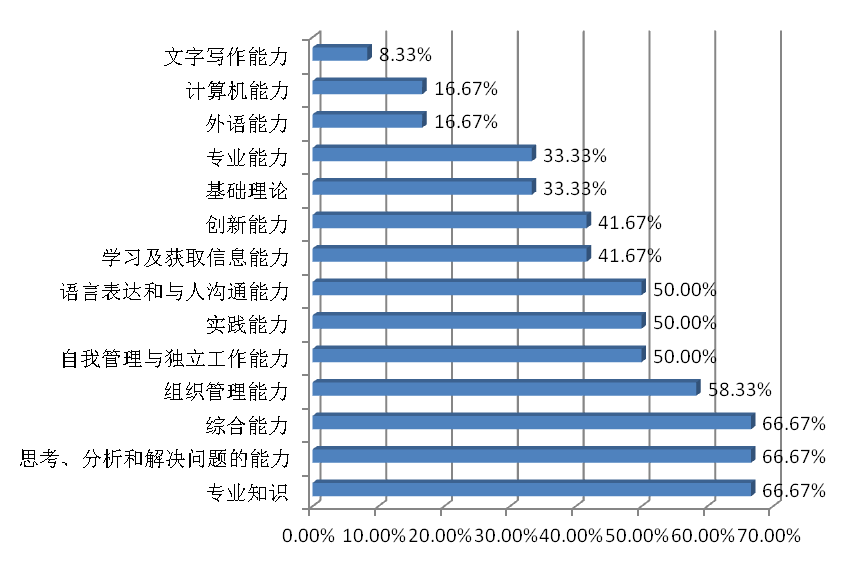 文字写作能力 8.33%
计算机能力 16.67%
外语能力 16.67%
专业能力 33.33%
基础理论 33.33%
创新能力 41.67%
学习及获取信息能力 41.67%
语言表达和与人沟通能力 50.00%
实践能力 50.00%
自我管理与独立工作能力 50.00%
组织管理能力 58.33%
综合能力 66.67%
思考、分析和解决问题的能力 66.67%
专业知识 66.67%
0.00% 10.00% 20.00% 30.00% 40.00% 50.00% 60.00% 70.00%